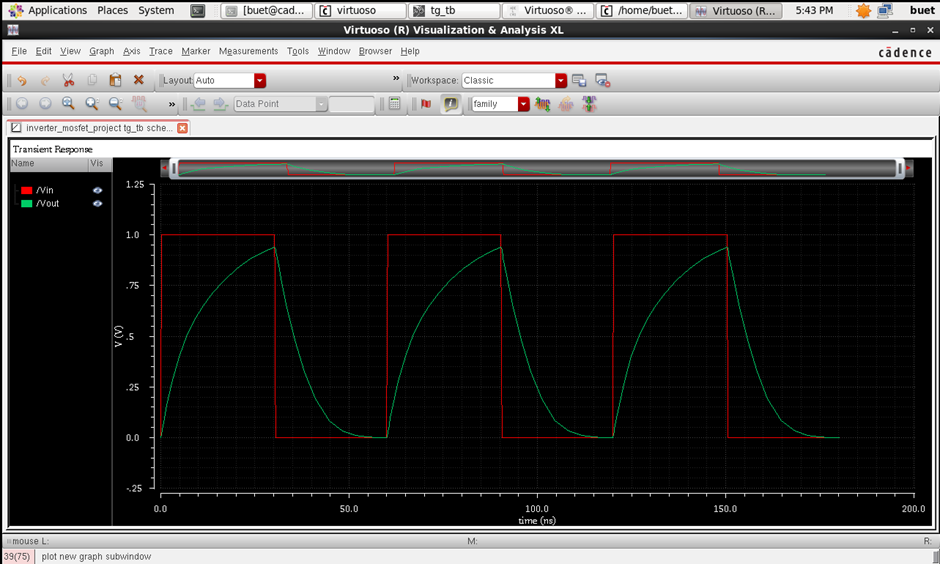 Applications Places System [buet@cad... virtuoso tg_tb Virtuoso® ... /home/buet... Virtuoso (R... 5:43 PM buet
Virtuoso (R) Visualization & Analysis XL
File Edit View Graph Axis Trace Marker Measurements Tools Window Browser Help cādence
Layout: Auto » Workspace: Classic
» Data Point family
inverter_mosfet_project tg_tb sche...
Transient Response
Name Vis
/Vin
/Vout
1.25
1.0
.75
.5
.25
0.0
-.25
V (V)
0.0 50.0 100.0 150.0 200.0
time (ns)
mouse L: M: R:
39(75) plot new graph subwindow